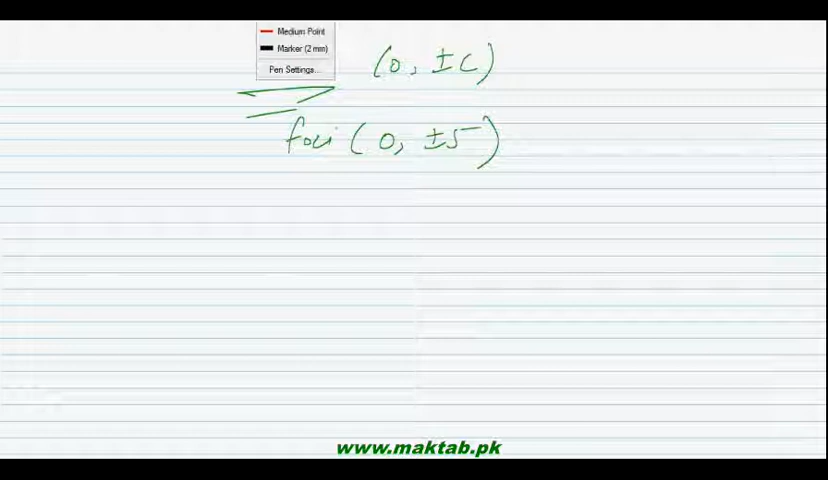 Medium Point
Marker (2 mm)
Pen Settings...
(0, ±c)
foci (0, ±5)
www.maktab.pk